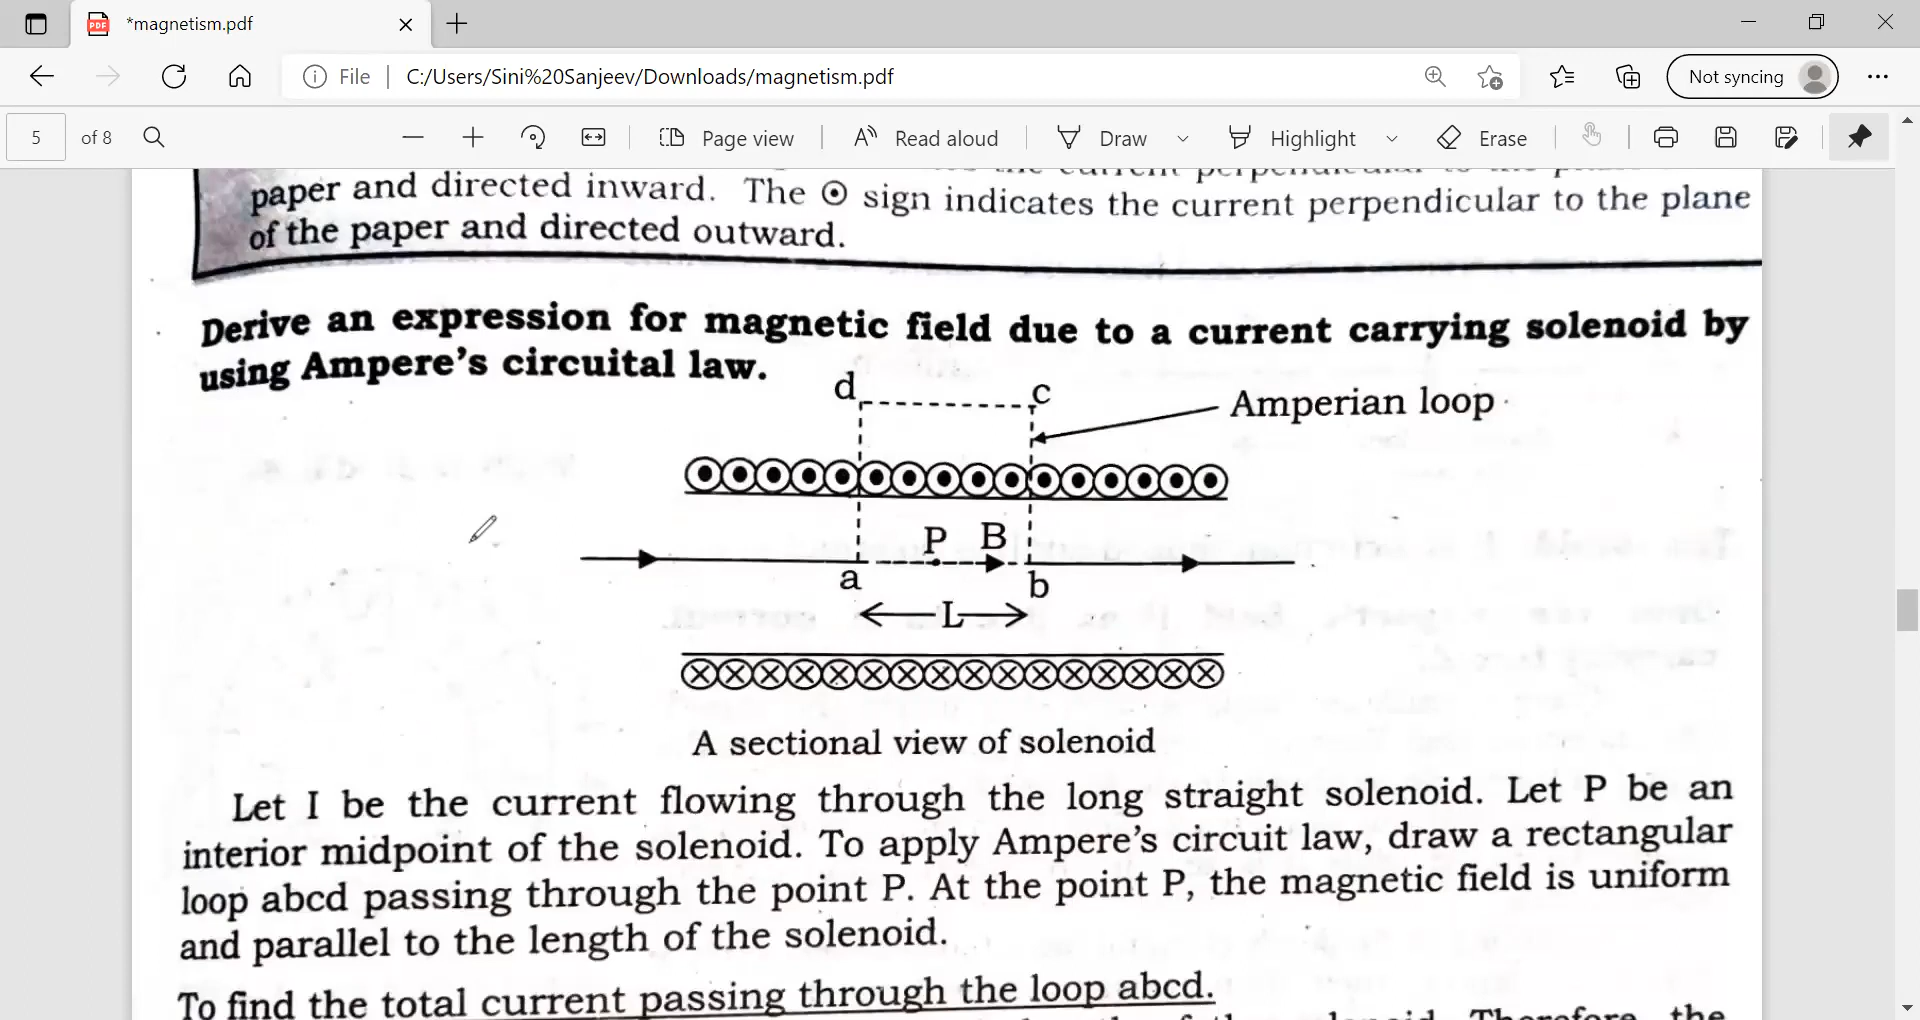 *magnetism.pdf
File
C:/Users/Sini%20Sanjeev/Downloads/magnetism.pdf
Not syncing
5 of 8
Page view
Read aloud
Draw
Highlight
Erase
paper and directed inward. The ⊙ sign indicates the current perpendicular to the plane
of the paper and directed outward.
Derive an expression for magnetic field due to a current carrying solenoid by
using Ampere's circuital law.
d
c
Amperian loop
P B
a
b
L
A sectional view of solenoid
Let I be the current flowing through the long straight solenoid. Let P be an
interior midpoint of the solenoid. To apply Ampere's circuit law, draw a rectangular
loop abcd passing through the point P. At the point P, the magnetic field is uniform
and parallel to the length of the solenoid.
To find the total current passing through the loop abcd.